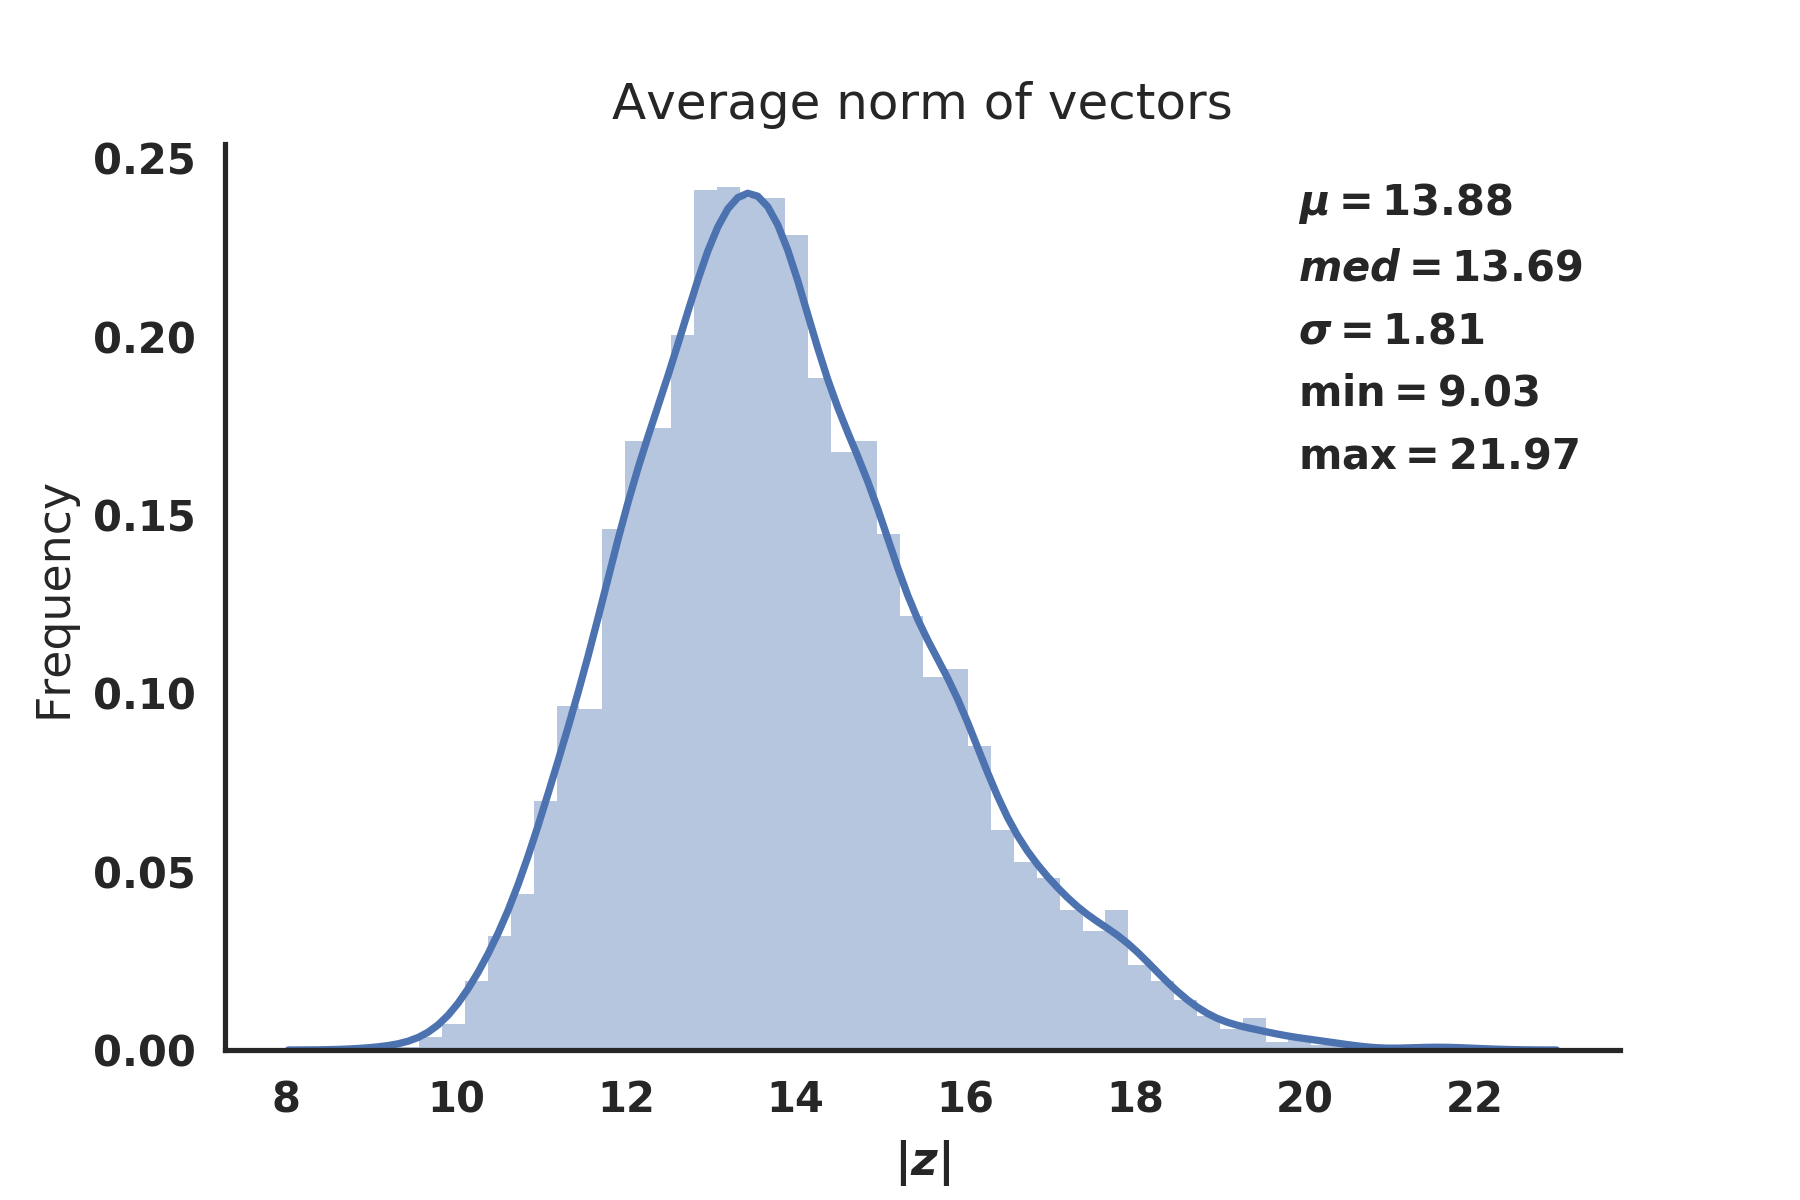 Average norm of vectors
0.25
0.20
0.15
0.10
0.05
0.00
Frequency
μ = 13.88
med = 13.69
σ = 1.81
min = 9.03
max = 21.97
8 10 12 14 16 18 20 22
|z|